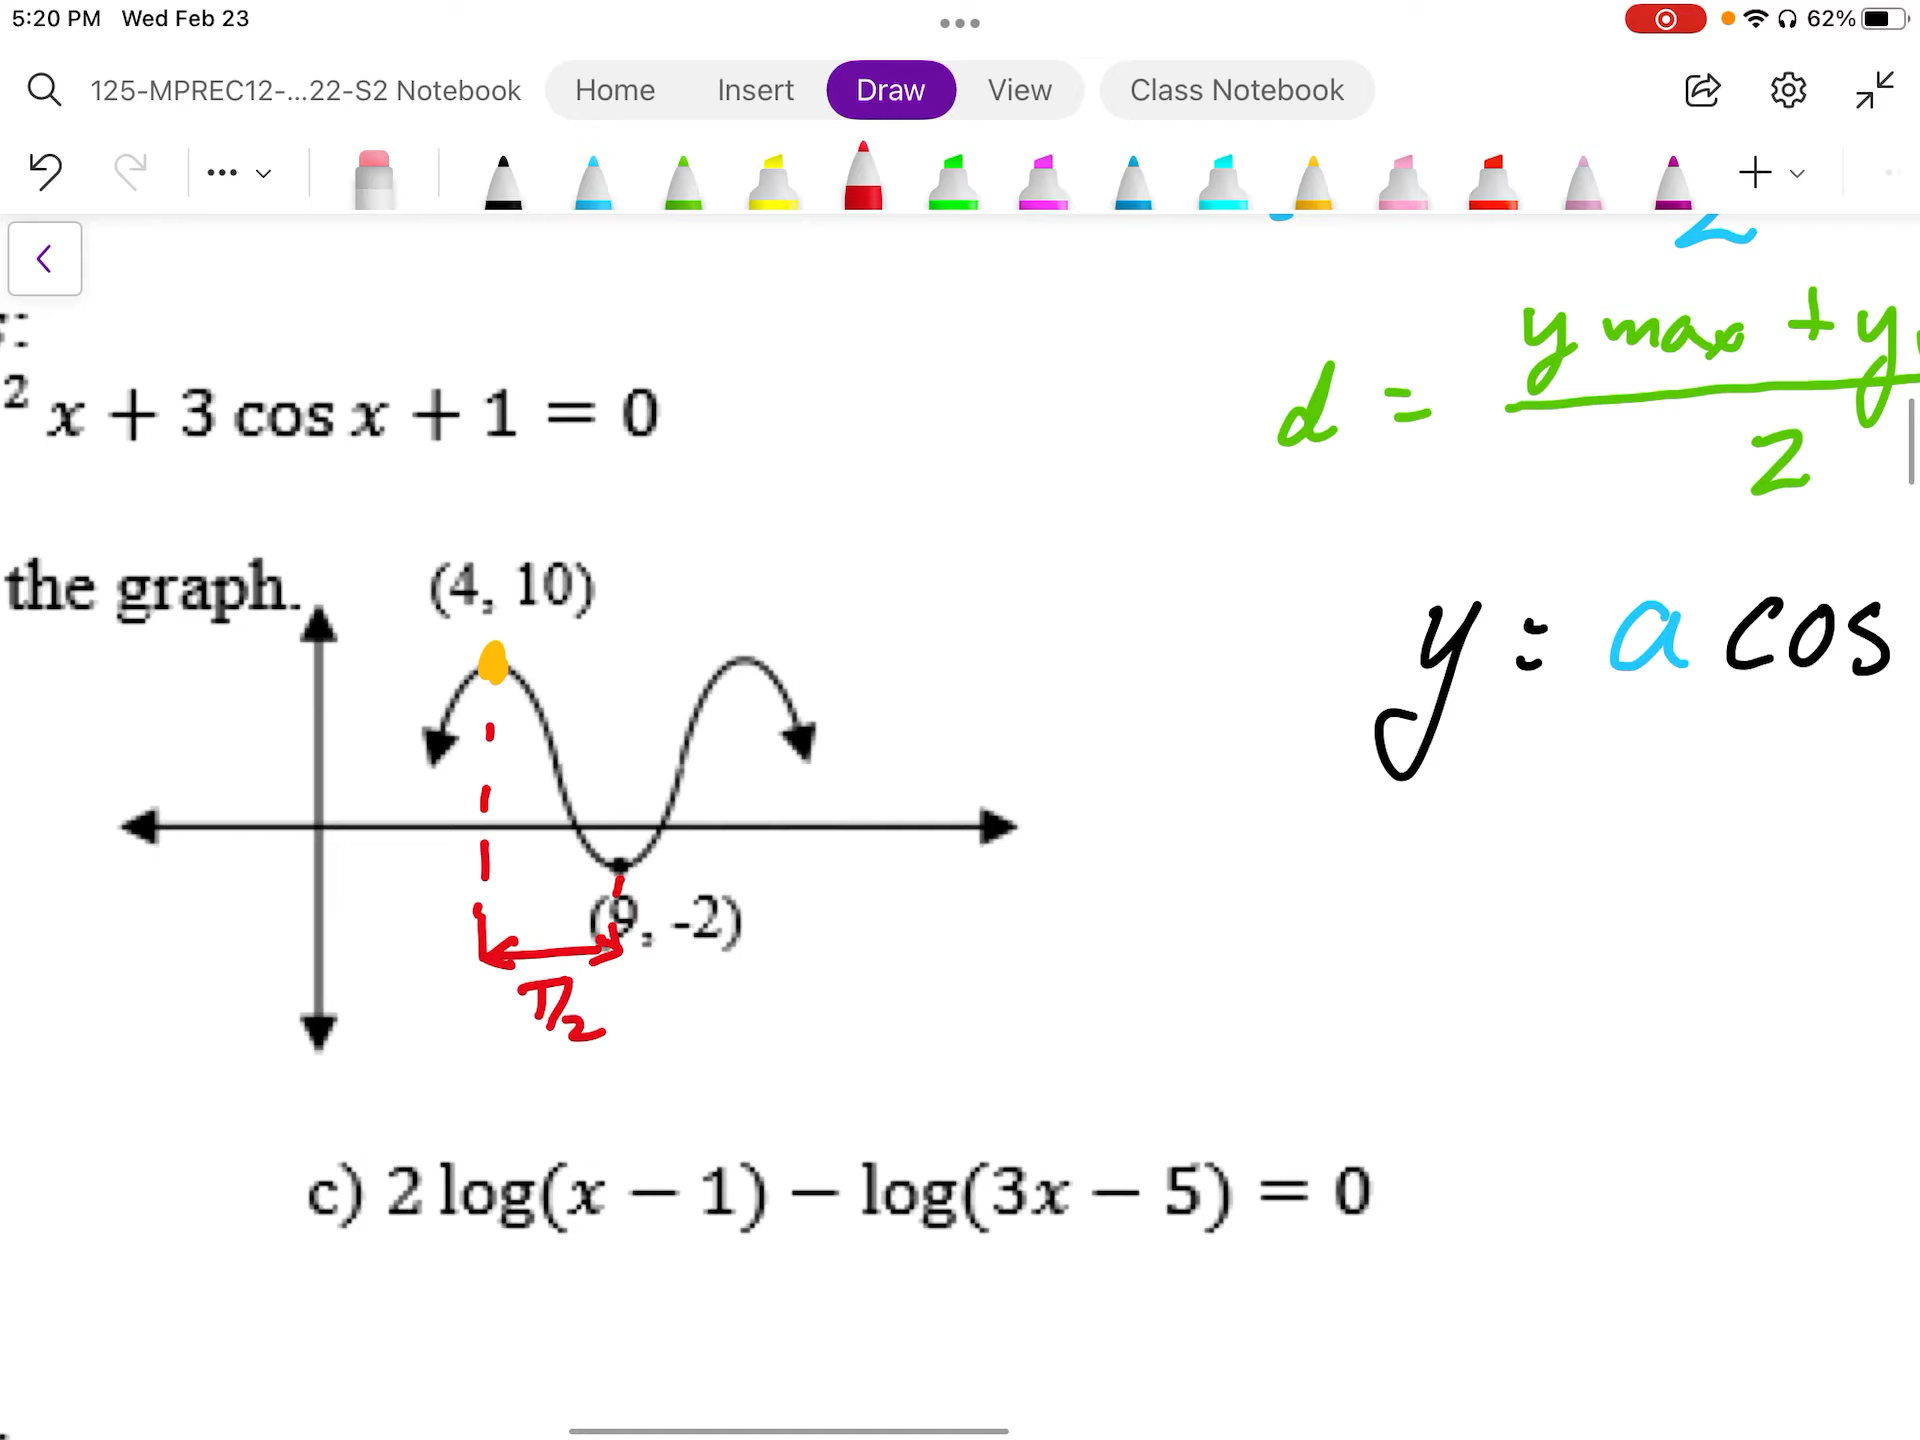 5:20 PM Wed Feb 23
62%
125-MPREC12-...22-S2 Notebook
Home Insert Draw View Class Notebook
2
² x + 3 cos x + 1 = 0
d = y max + y
2
the graph.
(4, 10)
y = a cos
(9, -2)
π/2
c) 2 log(x − 1) − log(3x − 5) = 0